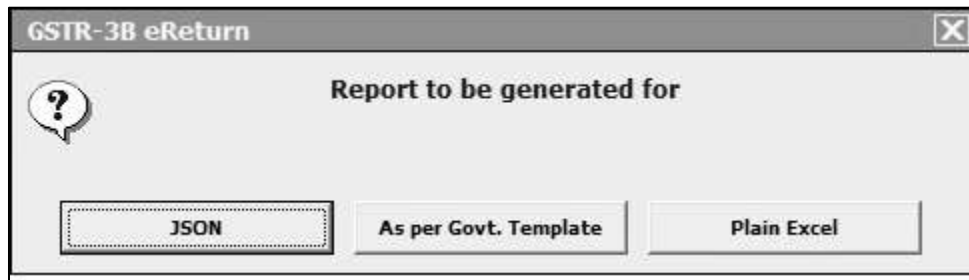 GSTR-3B eReturn
Report to be generated for
JSON
As per Govt. Template
Plain Excel